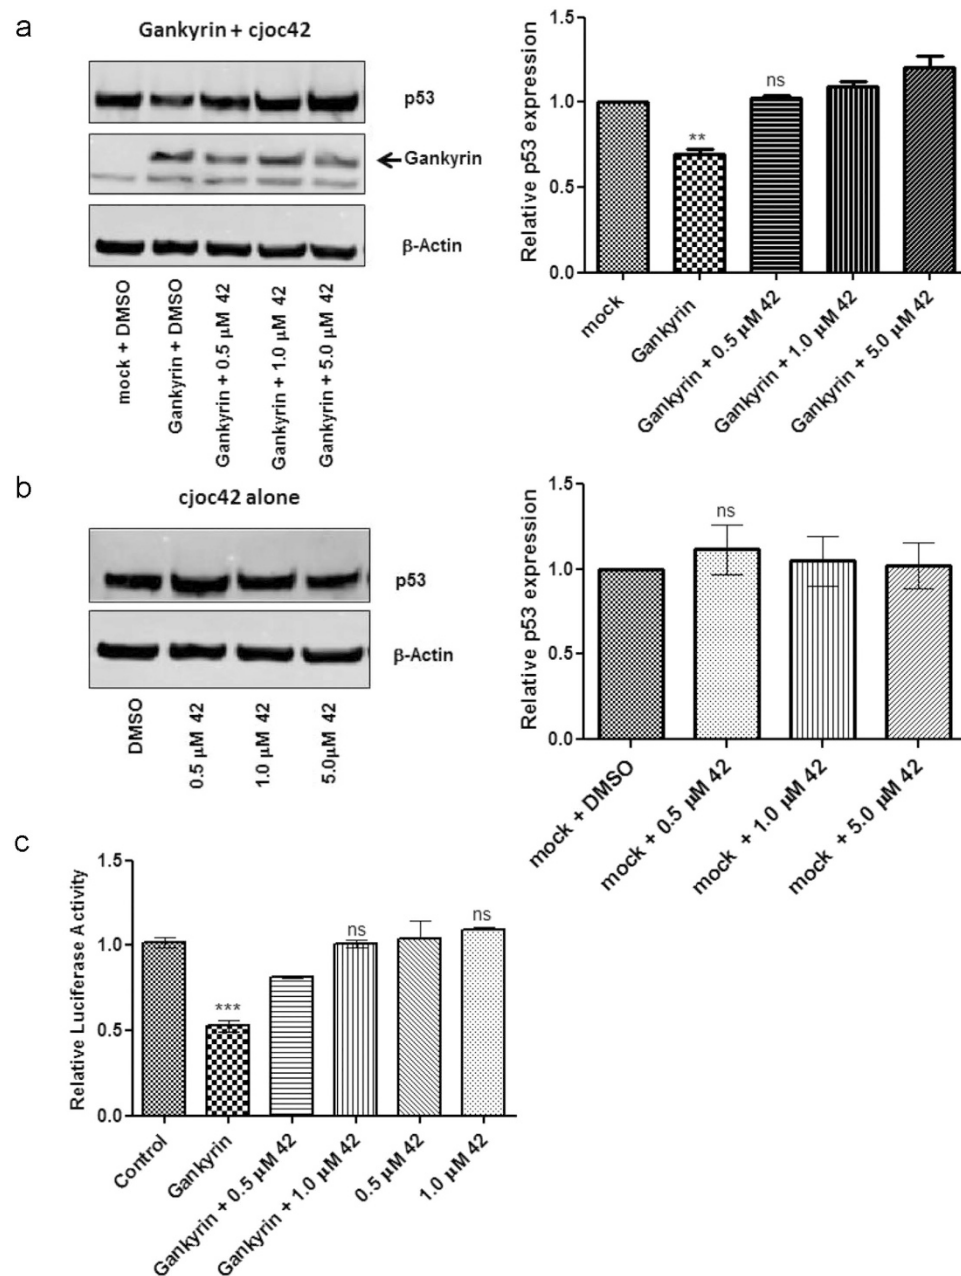 a
Gankyrin + cjoc42
p53
Gankyrin
β-Actin
mock + DMSO
Gankyrin + DMSO
Gankyrin + 0.5 µM 42
Gankyrin + 1.0 µM 42
Gankyrin + 5.0 µM 42
Relative p53 expression
1.5
1.0
0.5
0.0
**
ns
mock
Gankyrin
Gankyrin + 0.5 µM 42
Gankyrin + 1.0 µM 42
Gankyrin + 5.0 µM 42
b
cjoc42 alone
p53
β-Actin
DMSO
0.5 µM 42
1.0 µM 42
5.0µM 42
Relative p53 expression
1.5
1.0
0.5
0.0
ns
mock + DMSO
mock + 0.5 µM 42
mock + 1.0 µM 42
mock + 5.0 µM 42
c
Relative Luciferase Activity
1.5
1.0
0.5
0.0
***
ns
ns
Control
Gankyrin
Gankyrin + 0.5 µM 42
Gankyrin + 1.0 µM 42
0.5 µM 42
1.0 µM 42